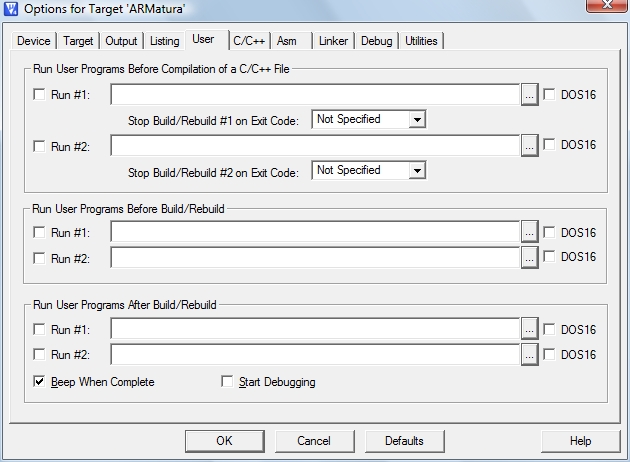 Options for Target 'ARMatura'
Device Target Output Listing User C/C++ Asm Linker Debug Utilities
Run User Programs Before Compilation of a C/C++ File
Run #1: ... DOS16
Stop Build/Rebuild #1 on Exit Code: Not Specified
Run #2: ... DOS16
Stop Build/Rebuild #2 on Exit Code: Not Specified
Run User Programs Before Build/Rebuild
Run #1: ... DOS16
Run #2: ... DOS16
Run User Programs After Build/Rebuild
Run #1: ... DOS16
Run #2: ... DOS16
Beep When Complete Start Debugging
OK Cancel Defaults Help